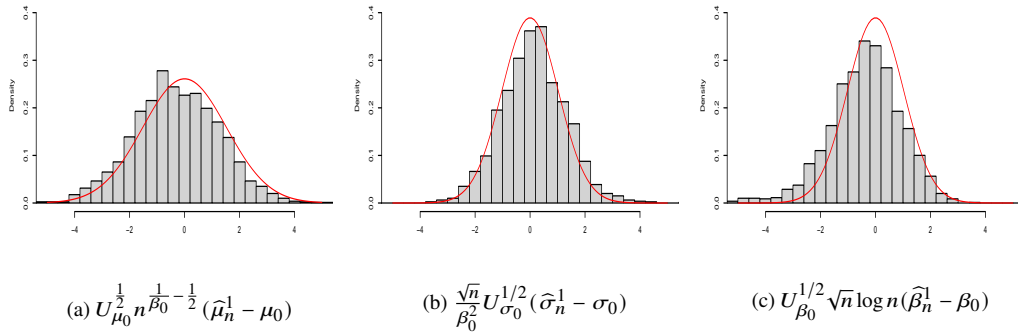 0.4
0.3
0.2
0.1
0.0
Density
-4 -2 0 2 4
(a) $U_{\mu_0}^{\frac{1}{2}} n^{\frac{1}{\beta_0}-\frac{1}{2}}(\widehat{\mu}_n^1 - \mu_0)$
0.4
0.3
0.2
0.1
0.0
Density
-4 -2 0 2 4
(b) $\frac{\sqrt{n}}{\beta_0^2} U_{\sigma_0}^{1/2}(\widehat{\sigma}_n^1 - \sigma_0)$
0.4
0.3
0.2
0.1
0.0
Density
-4 -2 0 2 4
(c) $U_{\beta_0}^{1/2} \sqrt{n} \log n(\widehat{\beta}_n^1 - \beta_0)$